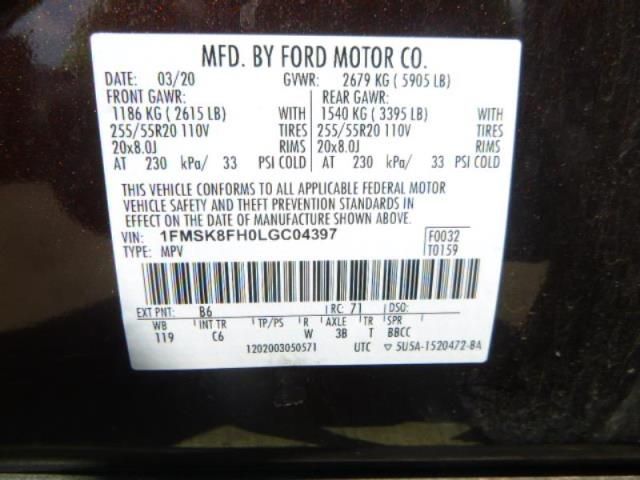 MFD. BY FORD MOTOR CO.
DATE: 03/20 GVWR: 2679 KG ( 5905 LB)
FRONT GAWR: REAR GAWR:
1186 KG ( 2615 LB) WITH 1540 KG ( 3395 LB) WITH
255/55R20 110V TIRES 255/55R20 110V TIRES
20x8.0J RIMS 20x8.0J RIMS
AT 230 kPa/ 33 PSI COLD AT 230 kPa/ 33 PSI COLD
THIS VEHICLE CONFORMS TO ALL APPLICABLE FEDERAL MOTOR
VEHICLE SAFETY AND THEFT PREVENTION STANDARDS IN
EFFECT ON THE DATE OF MANUFACTURE SHOWN ABOVE.
VIN: 1FMSK8FH0LGC04397 F0032
TYPE: MPV T0159
EXT PNT: B6 RC: 71 DSO:
WB INT TR TP/PS R AXLE TR SPR
119 C6 W 3B T BBCC
1202003050571 UTC ▽ 5U5A-1520472-BA